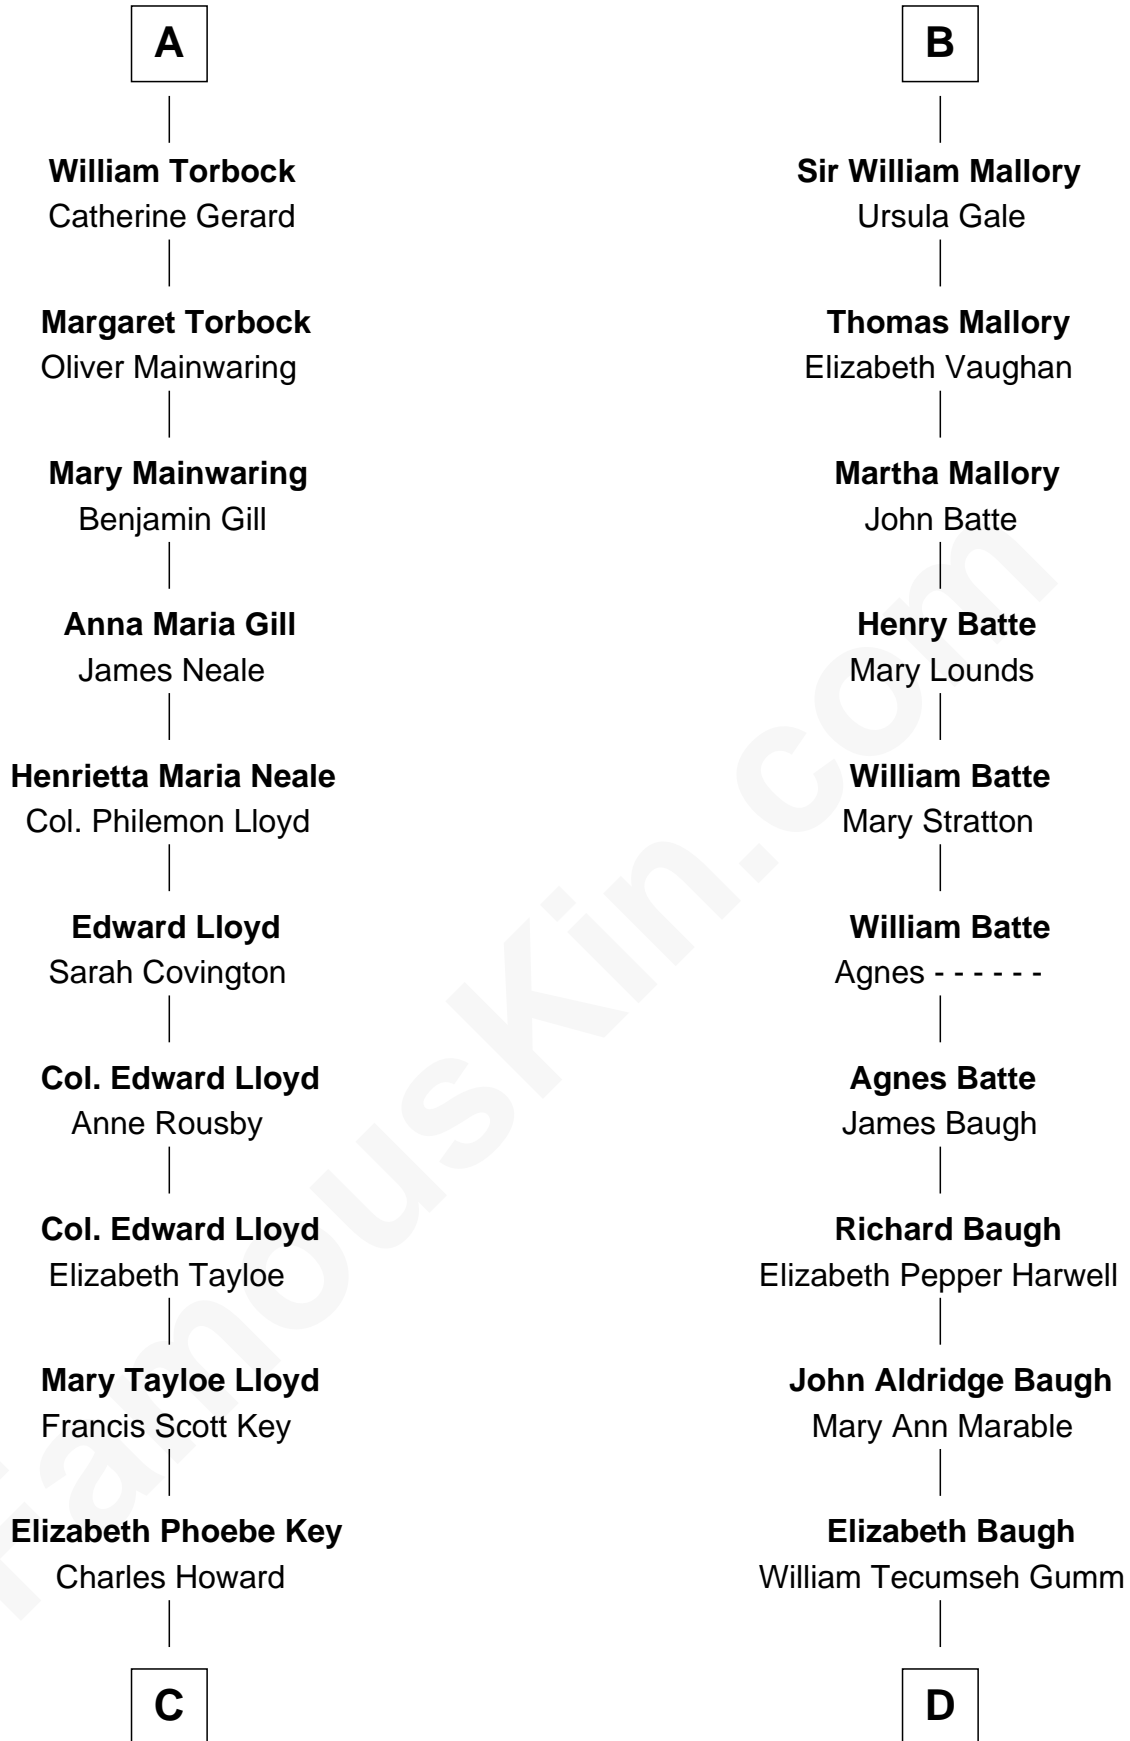 A
William Torbock
Catherine Gerard
Margaret Torbock
Oliver Mainwaring
Mary Mainwaring
Benjamin Gill
Anna Maria Gill
James Neale
Henrietta Maria Neale
Col. Philemon Lloyd
Edward Lloyd
Sarah Covington
Col. Edward Lloyd
Anne Rousby
Col. Edward Lloyd
Elizabeth Tayloe
Mary Tayloe Lloyd
Francis Scott Key
Elizabeth Phoebe Key
Charles Howard
C
B
Sir William Mallory
Ursula Gale
Thomas Mallory
Elizabeth Vaughan
Martha Mallory
John Batte
Henry Batte
Mary Lounds
William Batte
Mary Stratton
William Batte
Agnes - - - - - -
Agnes Batte
James Baugh
Richard Baugh
Elizabeth Pepper Harwell
John Aldridge Baugh
Mary Ann Marable
Elizabeth Baugh
William Tecumseh Gumm
D
FamousKin.com